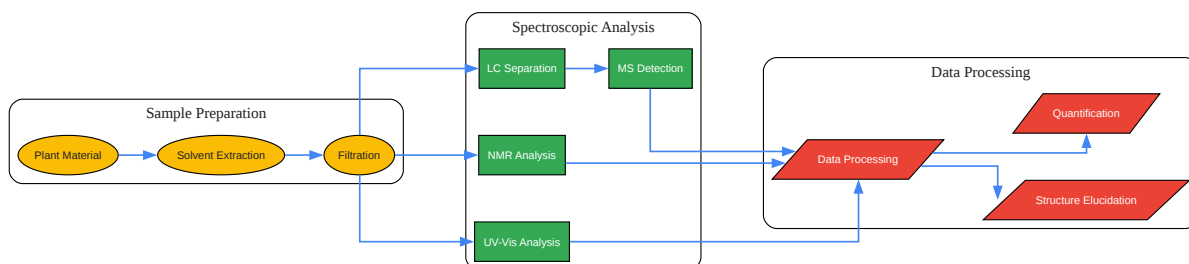 Sample Preparation
Plant Material
Solvent Extraction
Filtration
Spectroscopic Analysis
LC Separation
MS Detection
NMR Analysis
UV-Vis Analysis
Data Processing
Data Processing
Quantification
Structure Elucidation